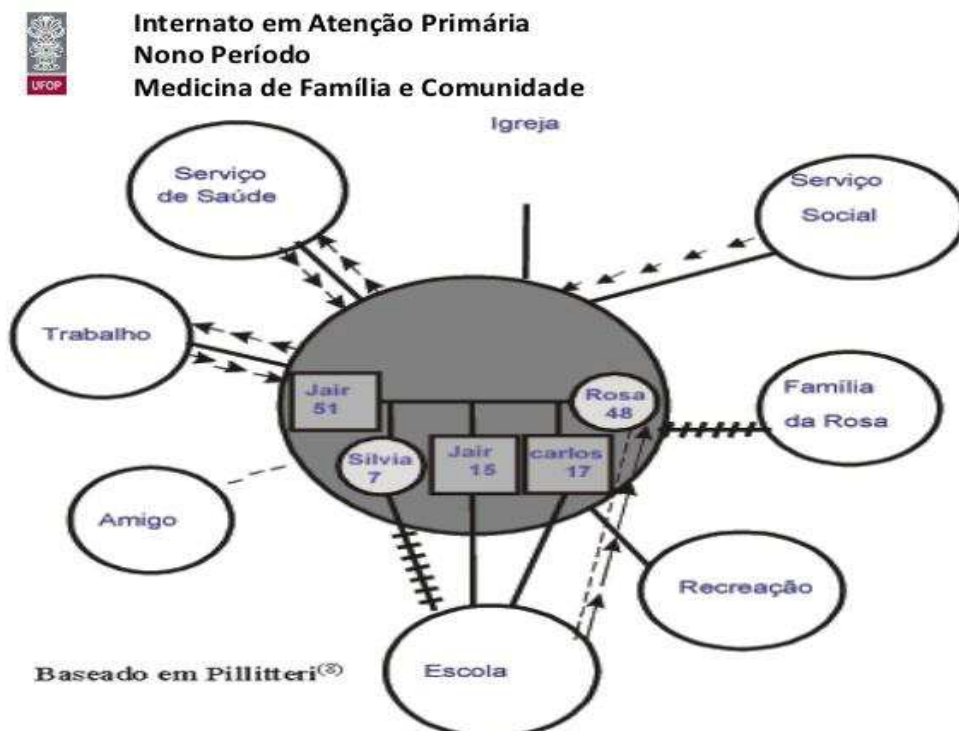 UFOP
Internato em Atenção Primária
Nono Período
Medicina de Família e Comunidade
Igreja
Serviço
de Saúde
Serviço
Social
Trabalho
Jair
51
Rosa
48
Família
da Rosa
Silvia
7
Jair
15
carlos
17
Amigo
Recreação
Escola
Baseado em Pillitteri(8)